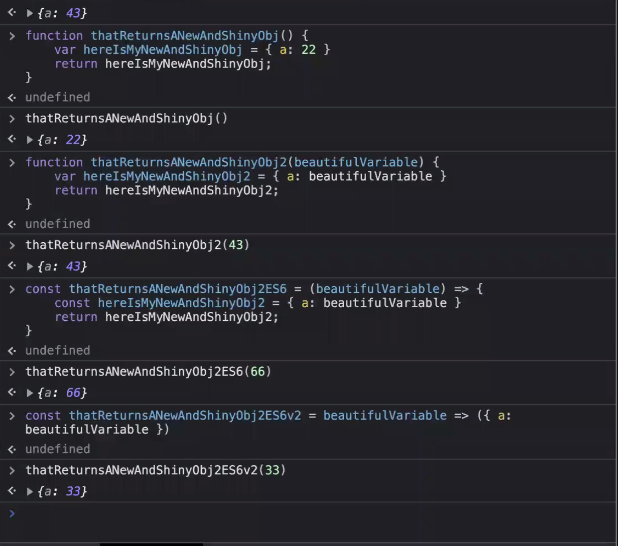 {a: 43}
function thatReturnsANewAndShinyObj() {
var hereIsMyNewAndShinyObj = { a: 22 }
return hereIsMyNewAndShinyObj;
}
undefined
thatReturnsANewAndShinyObj()
{a: 22}
function thatReturnsANewAndShinyObj2(beautifulVariable) {
var hereIsMyNewAndShinyObj2 = { a: beautifulVariable }
return hereIsMyNewAndShinyObj2;
}
undefined
thatReturnsANewAndShinyObj2(43)
{a: 43}
const thatReturnsANewAndShinyObj2ES6 = (beautifulVariable) => {
const hereIsMyNewAndShinyObj2 = { a: beautifulVariable }
return hereIsMyNewAndShinyObj2;
}
undefined
thatReturnsANewAndShinyObj2ES6(66)
{a: 66}
const thatReturnsANewAndShinyObj2ES6v2 = beautifulVariable => ({ a:
beautifulVariable })
undefined
thatReturnsANewAndShinyObj2ES6v2(33)
{a: 33}